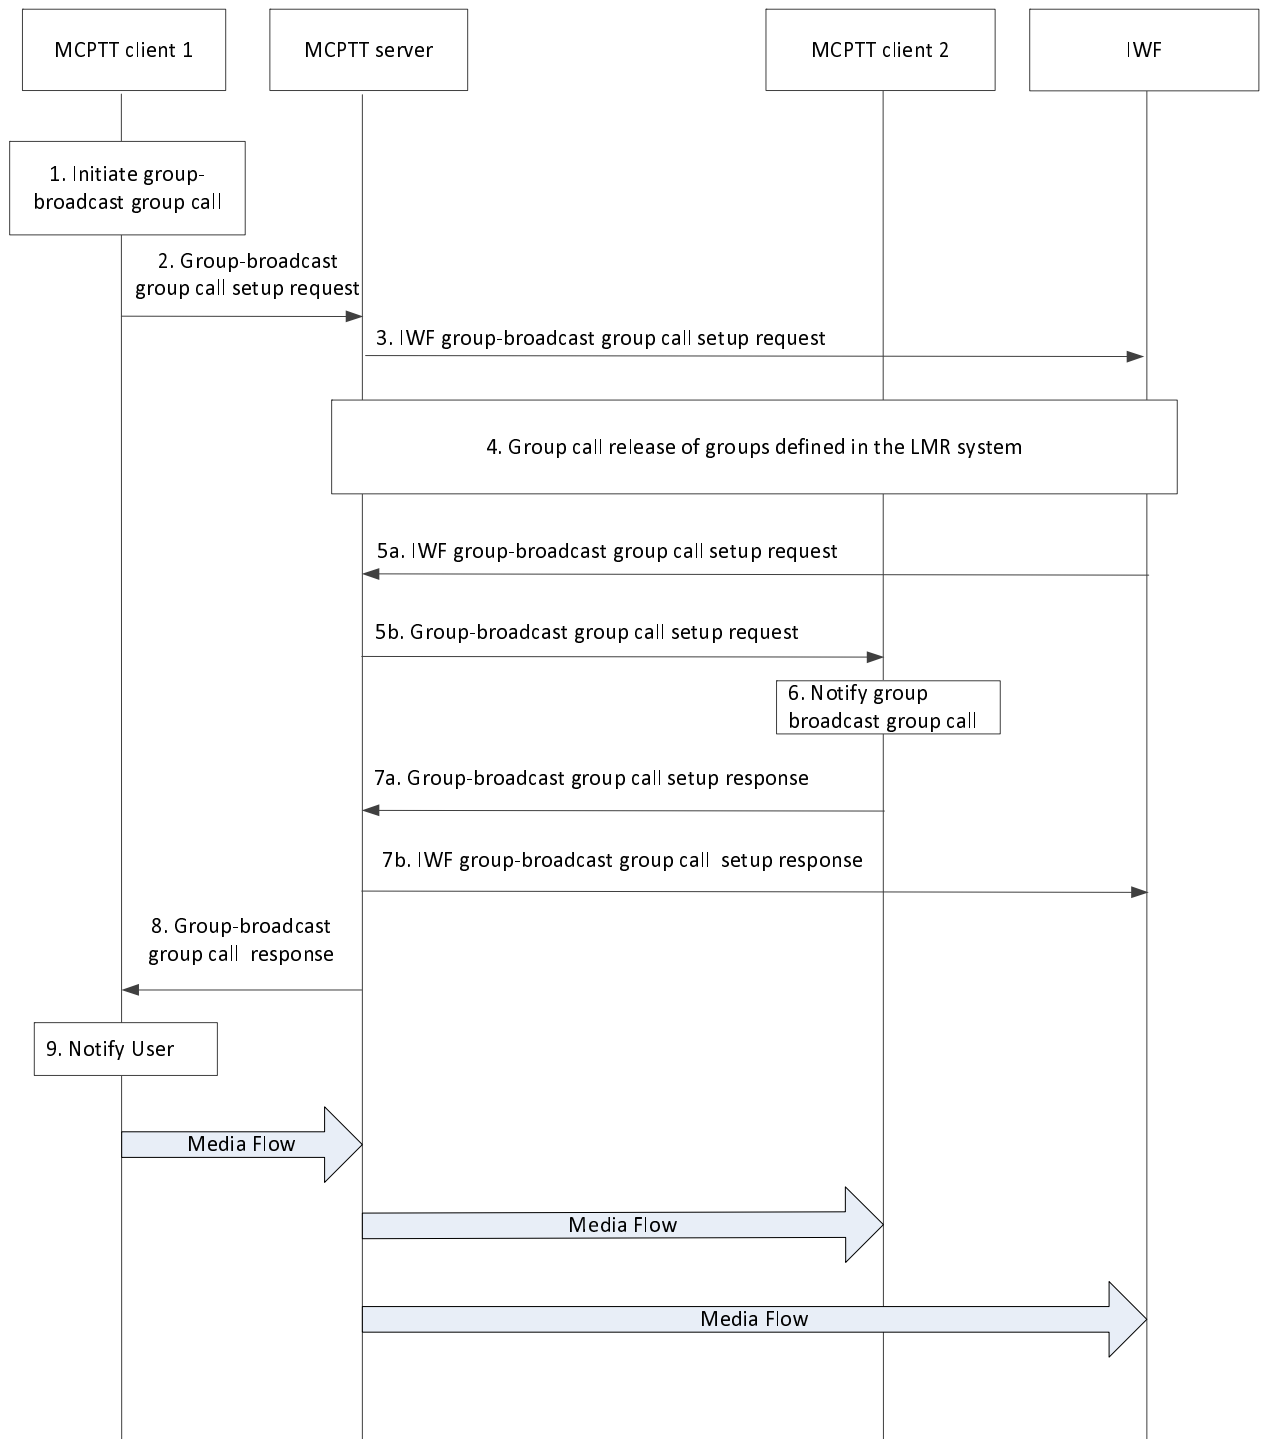 MCPTT client 1
MCPTT server
MCPTT client 2
IWF
1. Initiate group-
broadcast group call
2. Group-broadcast
group call setup request
3. IWF group-broadcast group call setup request
4. Group call release of groups defined in the LMR system
5a. IWF group-broadcast group call setup request
5b. Group-broadcast group call setup request
6. Notify group
broadcast group call
7a. Group-broadcast group call setup response
7b. IWF group-broadcast group call  setup response
8. Group-broadcast
group call  response
9. Notify User
Media Flow
Media Flow
Media Flow